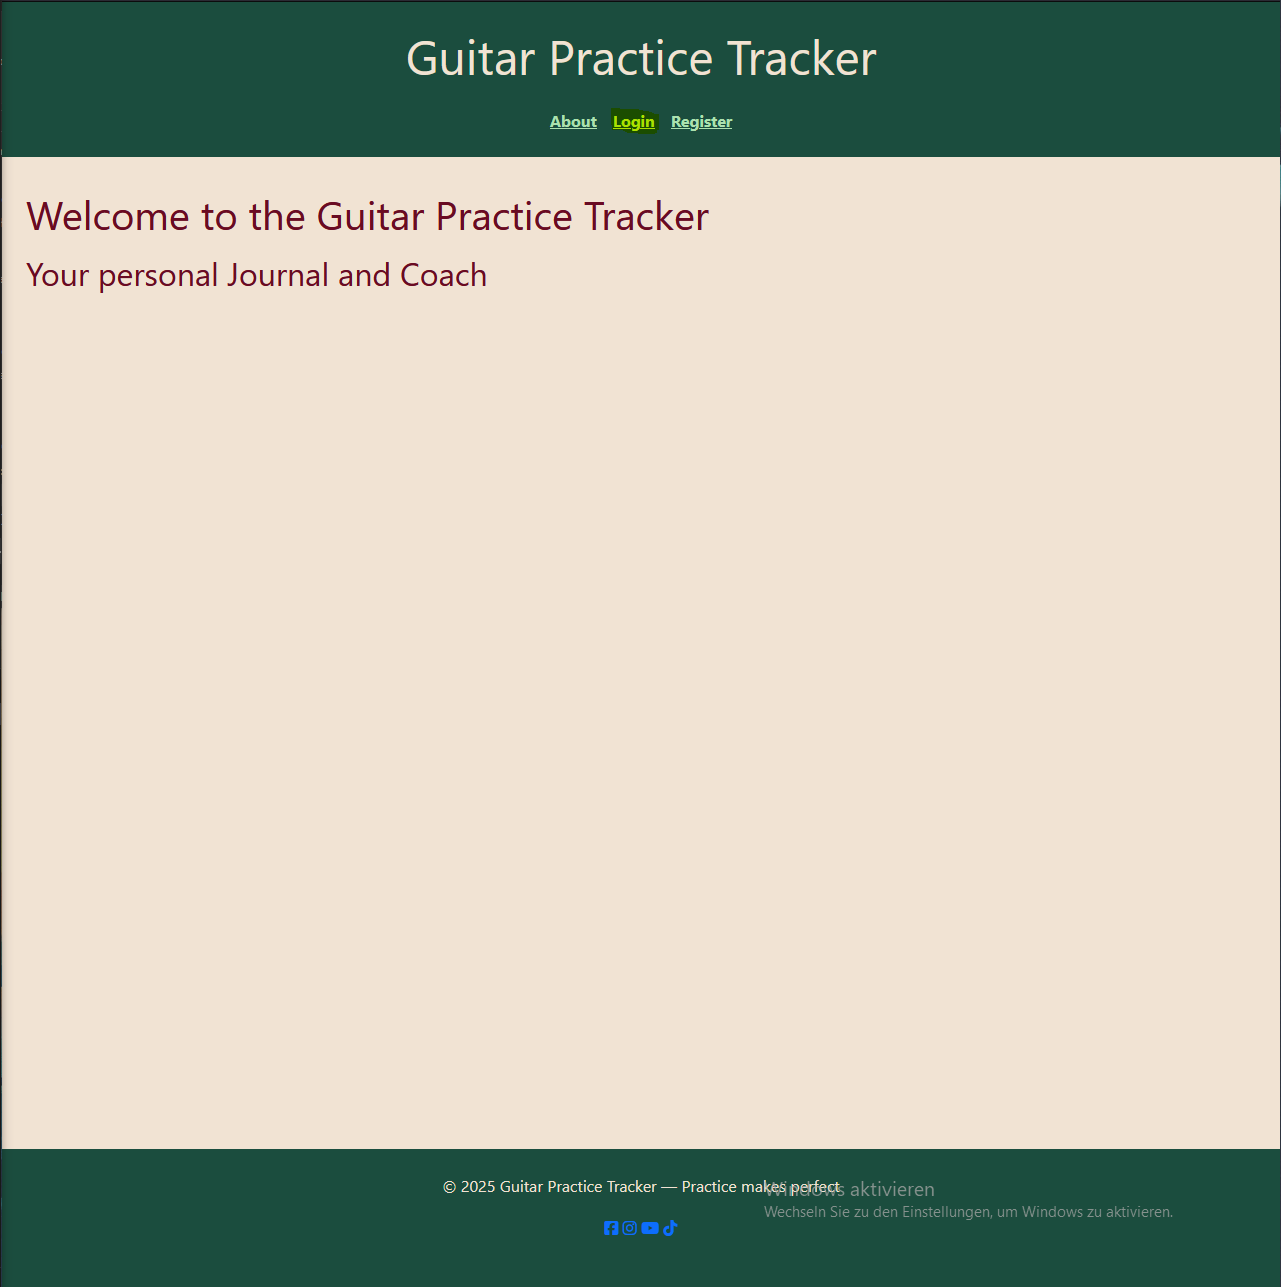 Guitar Practice Tracker
About Login Register
Welcome to the Guitar Practice Tracker
Your personal Journal and Coach
© 2025 Guitar Practice Tracker — Practice makes perfect
Windows aktivieren
Wechseln Sie zu den Einstellungen, um Windows zu aktivieren.